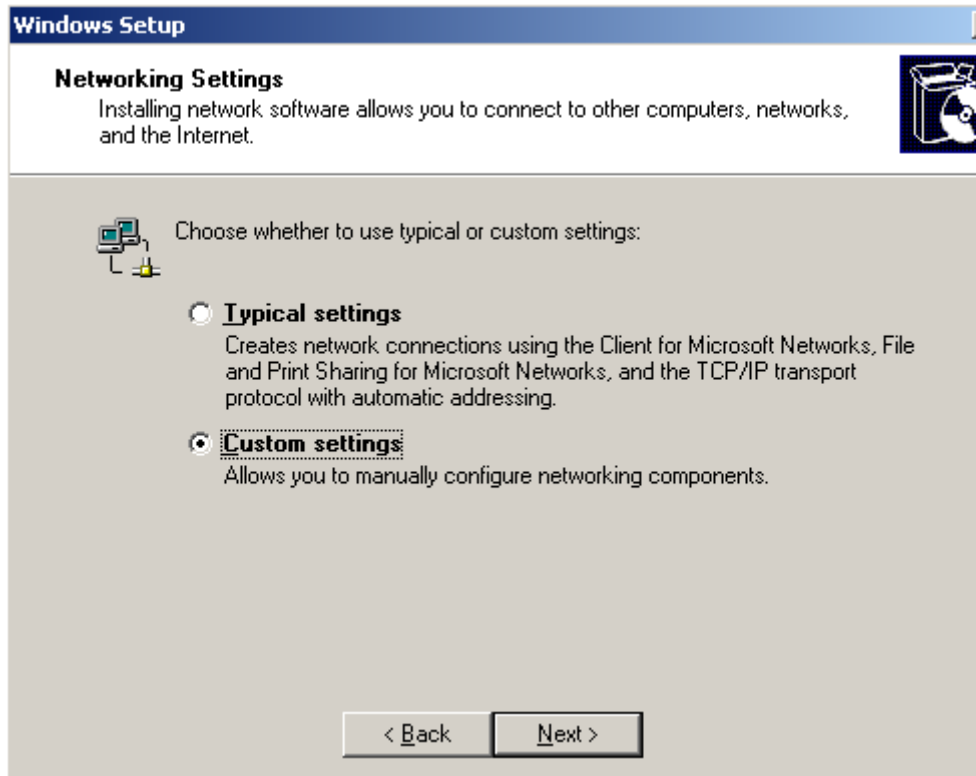 Windows Setup
Networking Settings
Installing network software allows you to connect to other computers, networks,
and the Internet.
Choose whether to use typical or custom settings:
Typical settings
Creates network connections using the Client for Microsoft Networks, File
and Print Sharing for Microsoft Networks, and the TCP/IP transport
protocol with automatic addressing.
Custom settings
Allows you to manually configure networking components.
< Back
Next >